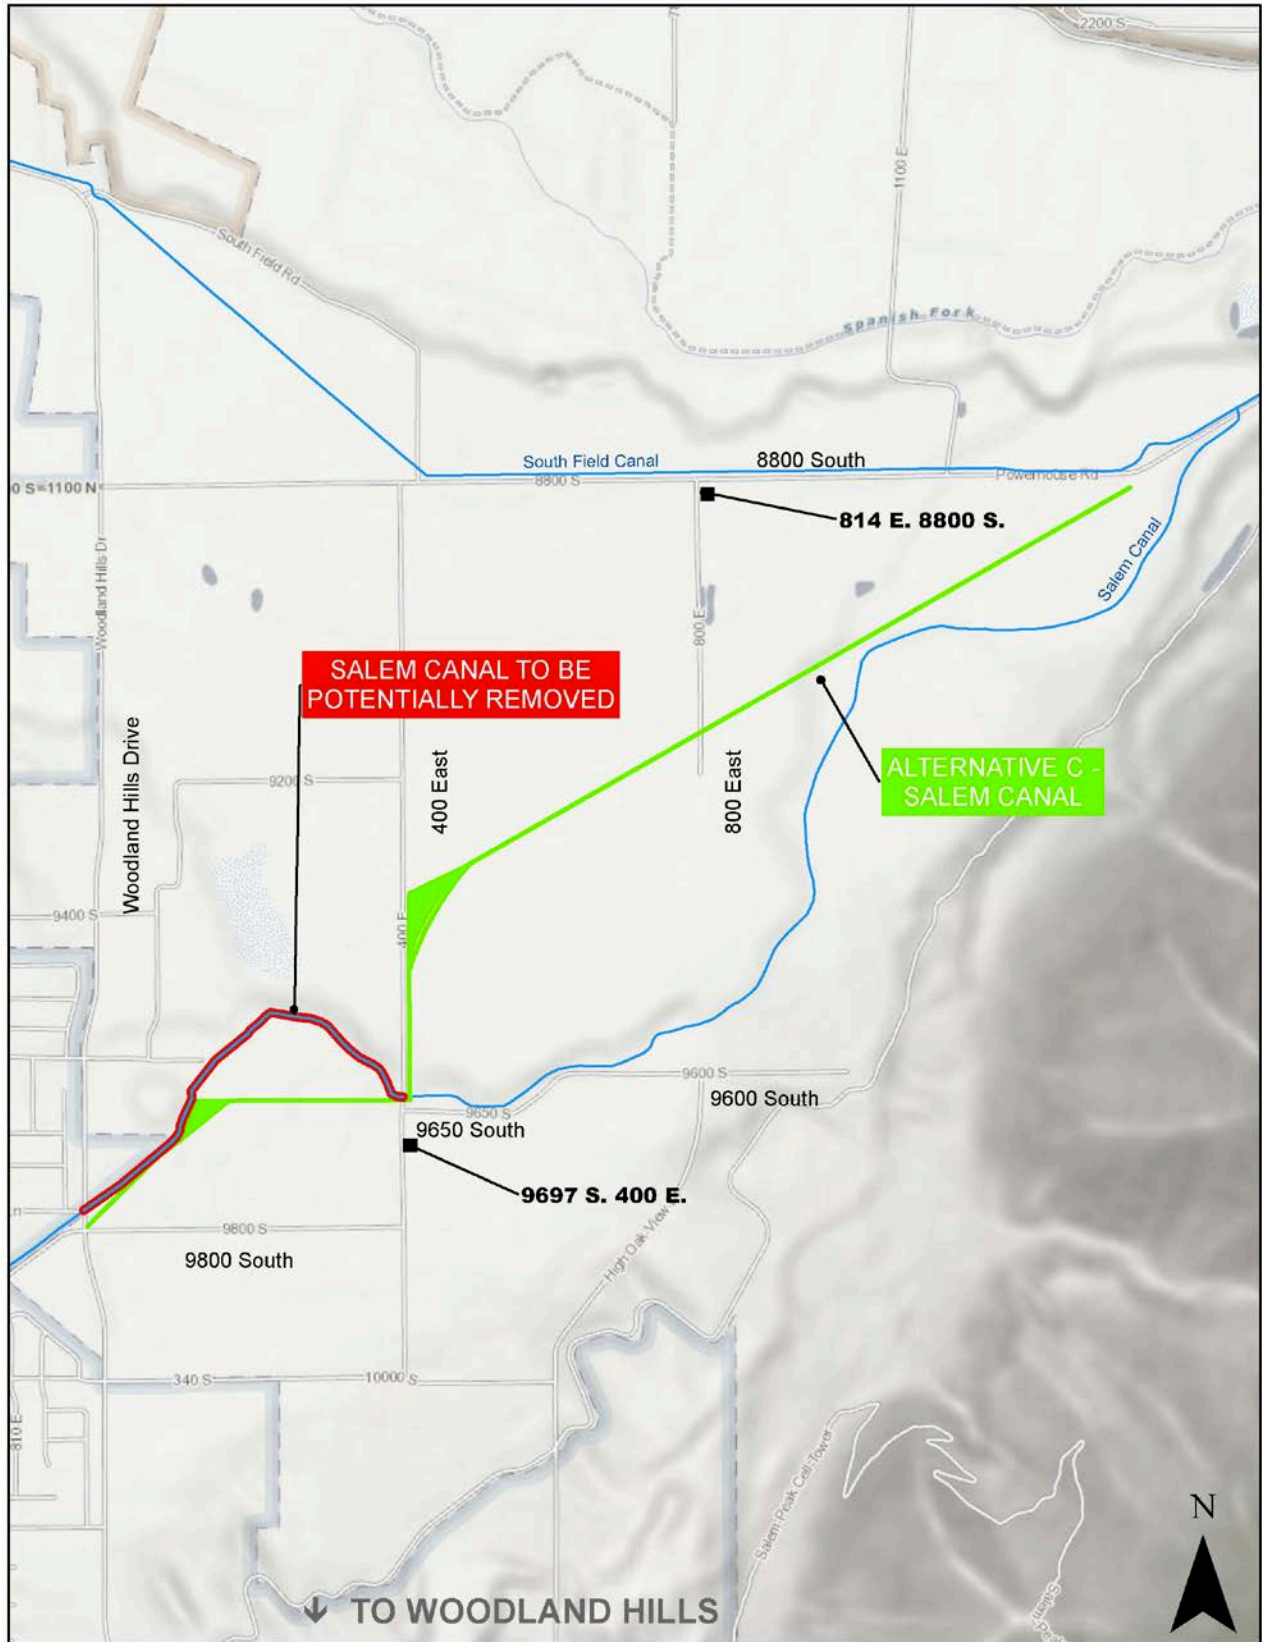 2200 S
1100 E
South Field Rd
Spanish Fork
South Field Canal
8800 South
8800 S
Powerhouse Rd
0 S=1100 N
814 E. 8800 S.
Salem Canal
Woodland Hills Dr
800 E
SALEM CANAL TO BE
POTENTIALLY REMOVED
Woodland Hills Drive
9200 S
400 East
800 East
ALTERNATIVE C -
SALEM CANAL
9400 S
400 E
9600 S
9600 South
9650 S
9650 South
9697 S. 400 E.
n
9800 S
9800 South
High Oak View
340 S
10000 S
810 E
Salem Peak Cell-Tower
N
TO WOODLAND HILLS